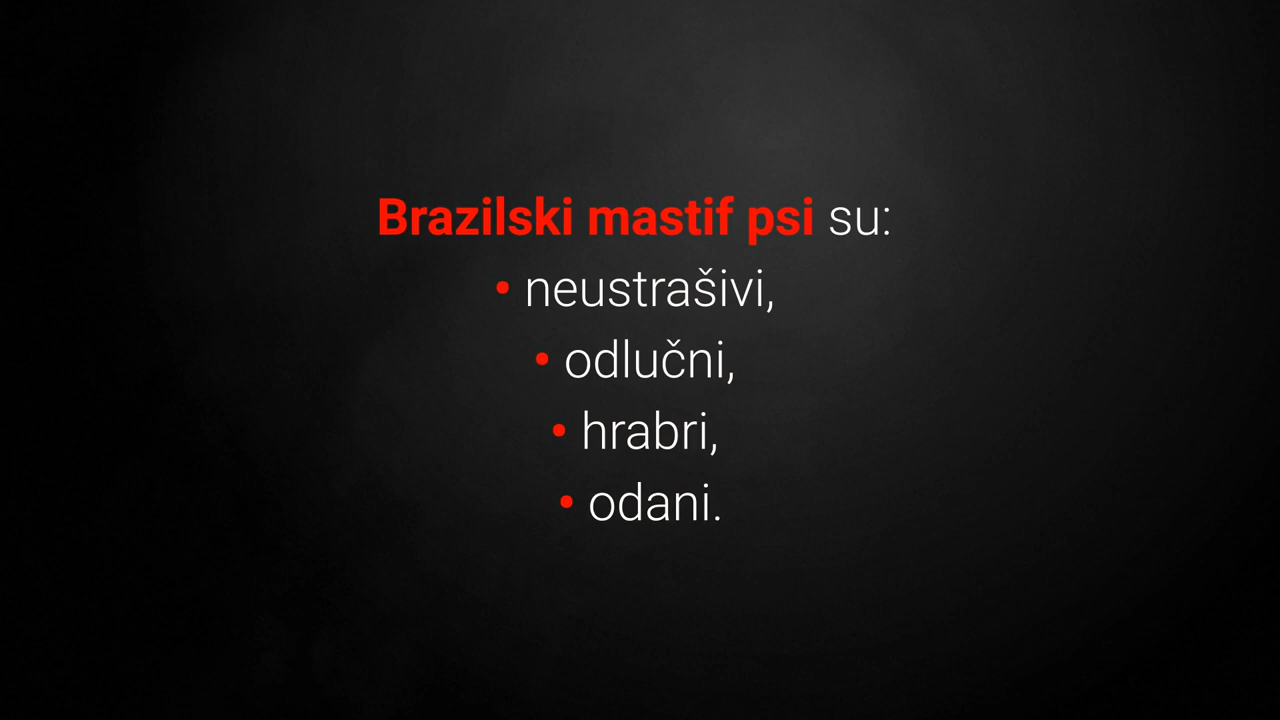 Brazilski mastif psi su:
• neustrašivi,
• odlučni,
• hrabri,
• odani.